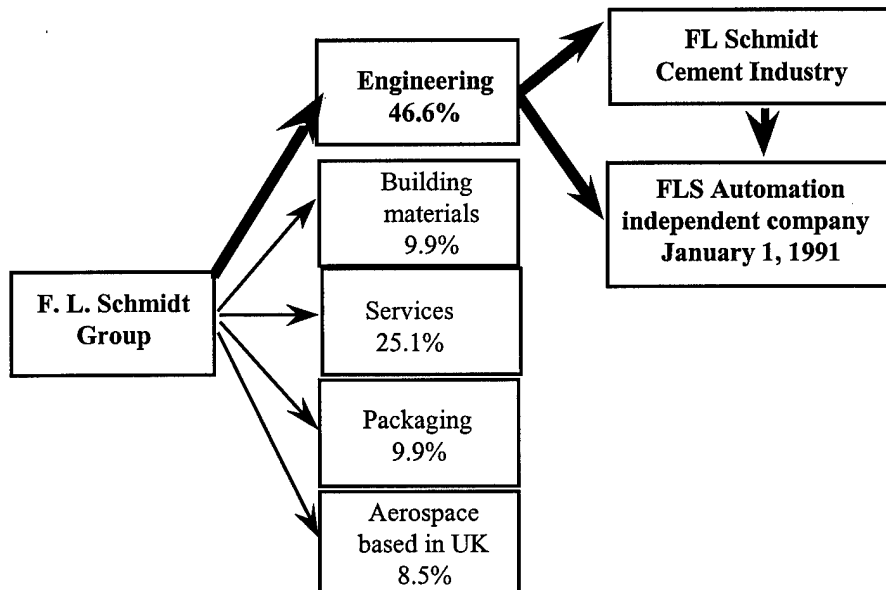 F. L. Schmidt
Group
Engineering
46.6%
Building
materials
9.9%
Services
25.1%
Packaging
9.9%
Aerospace
based in UK
8.5%
FL Schmidt
Cement Industry
FLS Automation
independent company
January 1, 1991